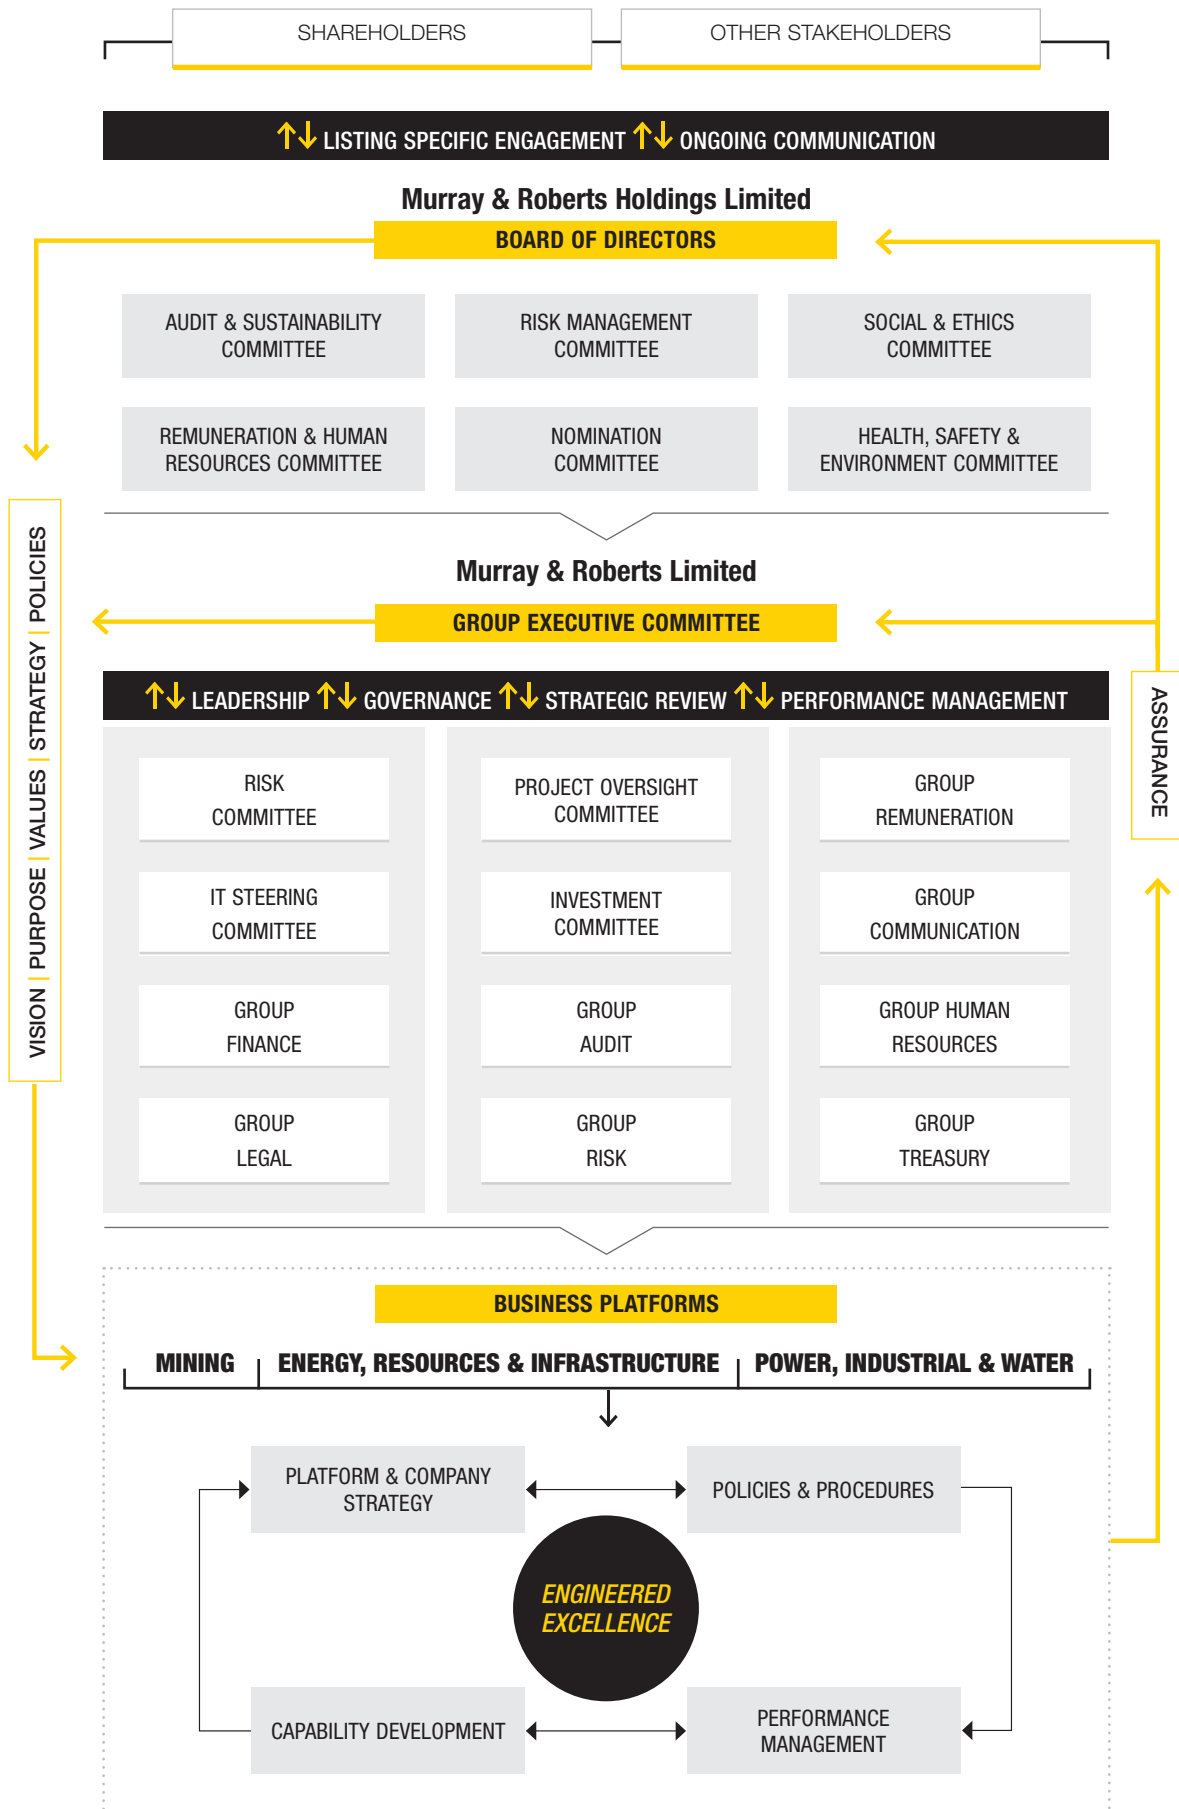 SHAREHOLDERS
OTHER STAKEHOLDERS
LISTING SPECIFIC ENGAGEMENT ONGOING COMMUNICATION
Murray & Roberts Holdings Limited
BOARD OF DIRECTORS
AUDIT & SUSTAINABILITY
COMMITTEE
RISK MANAGEMENT
COMMITTEE
SOCIAL & ETHICS
COMMITTEE
REMUNERATION & HUMAN
RESOURCES COMMITTEE
NOMINATION
COMMITTEE
HEALTH, SAFETY &
ENVIRONMENT COMMITTEE
VISION | PURPOSE | VALUES | STRATEGY | POLICIES
Murray & Roberts Limited
GROUP EXECUTIVE COMMITTEE
LEADERSHIP GOVERNANCE STRATEGIC REVIEW PERFORMANCE MANAGEMENT
ASSURANCE
RISK
COMMITTEE
PROJECT OVERSIGHT
COMMITTEE
GROUP
REMUNERATION
IT STEERING
COMMITTEE
INVESTMENT
COMMITTEE
GROUP
COMMUNICATION
GROUP
FINANCE
GROUP
AUDIT
GROUP HUMAN
RESOURCES
GROUP
LEGAL
GROUP
RISK
GROUP
TREASURY
BUSINESS PLATFORMS
MINING | ENERGY, RESOURCES & INFRASTRUCTURE | POWER, INDUSTRIAL & WATER
PLATFORM & COMPANY
STRATEGY
POLICIES & PROCEDURES
ENGINEERED
EXCELLENCE
CAPABILITY DEVELOPMENT
PERFORMANCE
MANAGEMENT